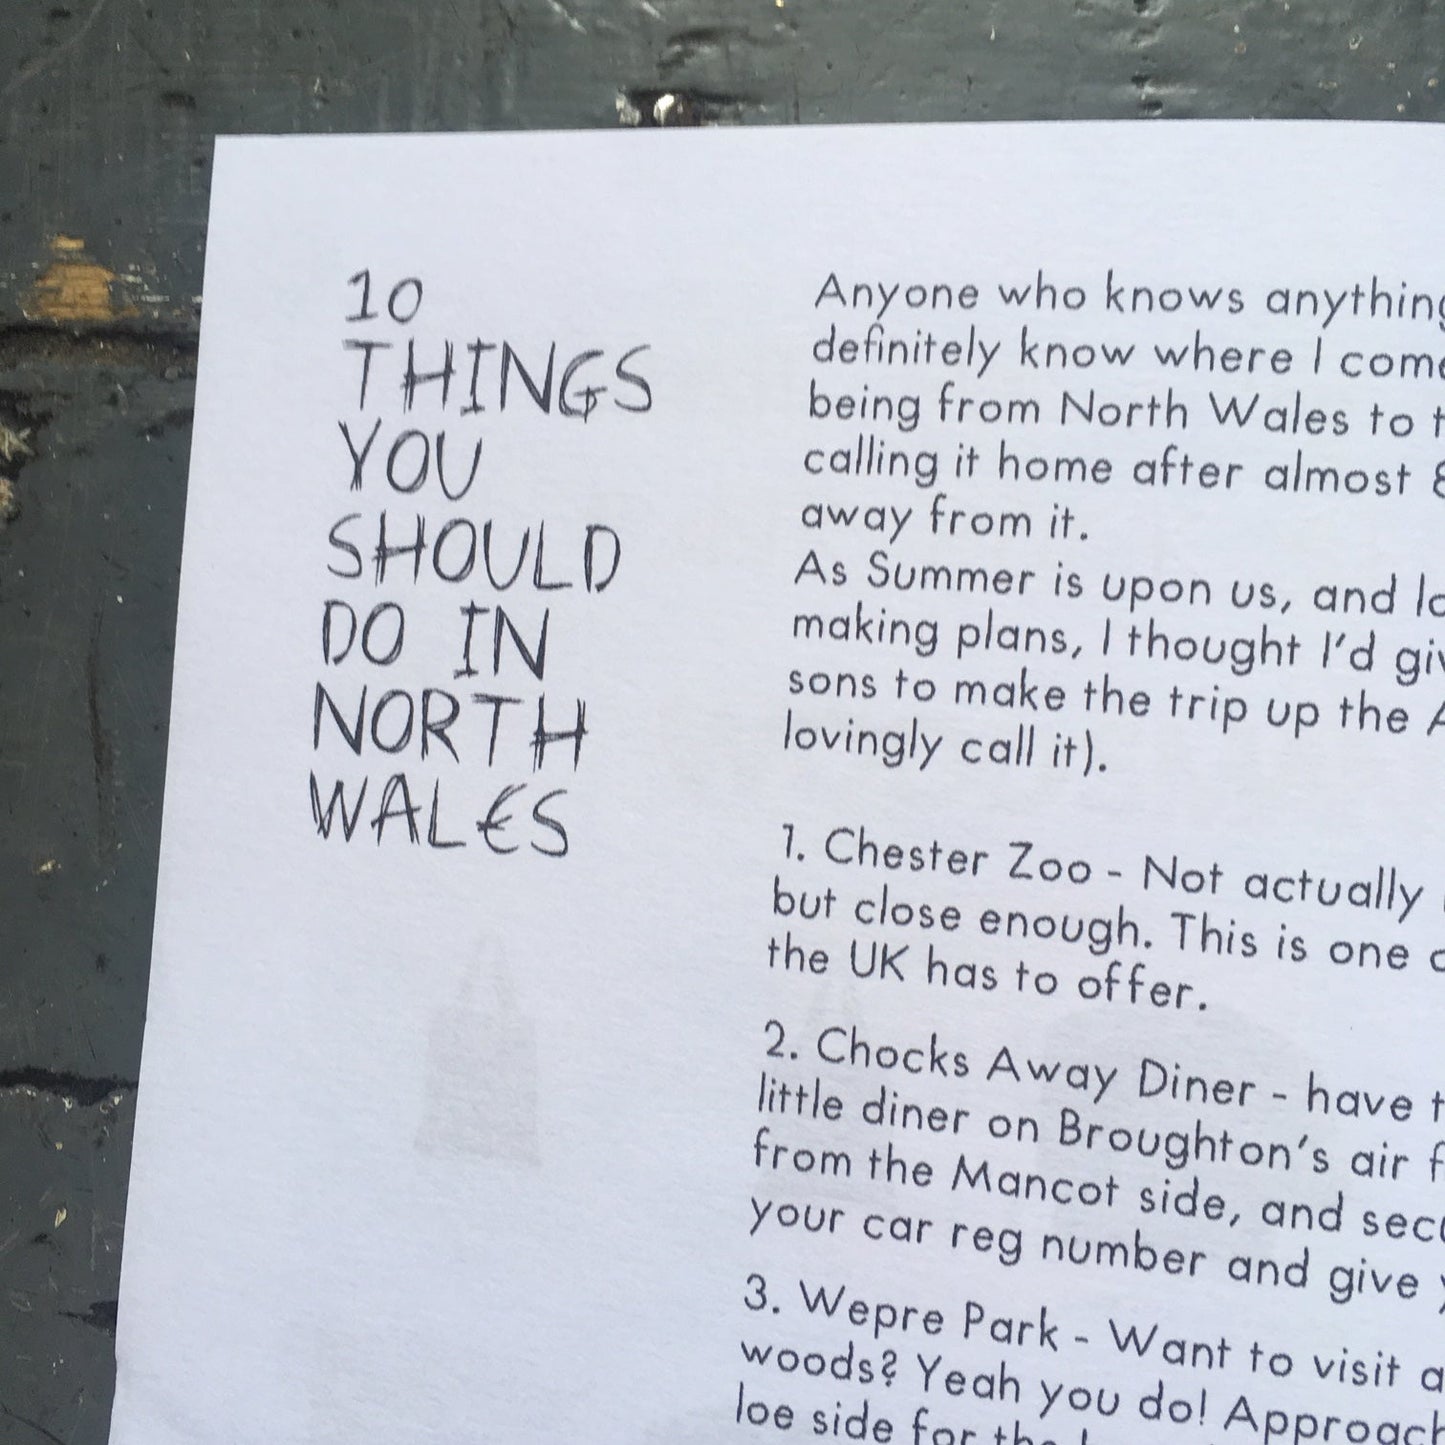 10
THINGS
YOU
SHOULD
DO IN
NORTH
WALES
Anyone who knows anything
definitely know where I come
being from North Wales to
calling it home after almost 8
away from it.
As Summer is upon us, and
making plans, I thought I'd
sons to make the trip up the A
lovingly call it).
1. Chester Zoo - Not actually
but close enough. This is one
the UK has to offer.
2. Chocks Away Diner - have
little diner on Broughton's air
from the Mancot side, and
your car reg number and give
3. Wepre Park - Want to visit a
woods? Yeah you do! Approach
loe side for the